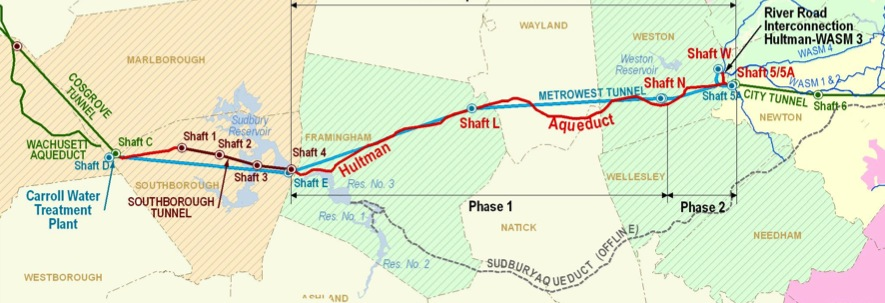 WAYLAND
WESTON
River Road
Interconnection
Hultman-WASM 3
MARLBOROUGH
Weston
Reservoir
Shaft W
WASM 4
COSGROVE
TUNNEL
METROWEST TUNNEL
Shaft N
Shaft 5/5A
WASM 1 & 2
Shaft 5A
CITY TUNNEL
Shaft 6
Sudbury
Reservoir
Shaft L
Aqueduct
NEWTON
WACHUSETT
AQUEDUCT
Shaft C
Shaft 1
Shaft 2
FRAMINGHAM
Shaft 4
Hultman
Shaft D
Shaft 3
Shaft E
Res. No. 3
WELLESLEY
Carroll Water
Treatment
Plant
SOUTHBOROUGH
SOUTHBOROUGH
TUNNEL
Res. No. 1
Phase 1
Phase 2
NATICK
NEEDHAM
Res. No. 2
SUDBURY AQUEDUCT (OFFLINE)
WESTBOROUGH